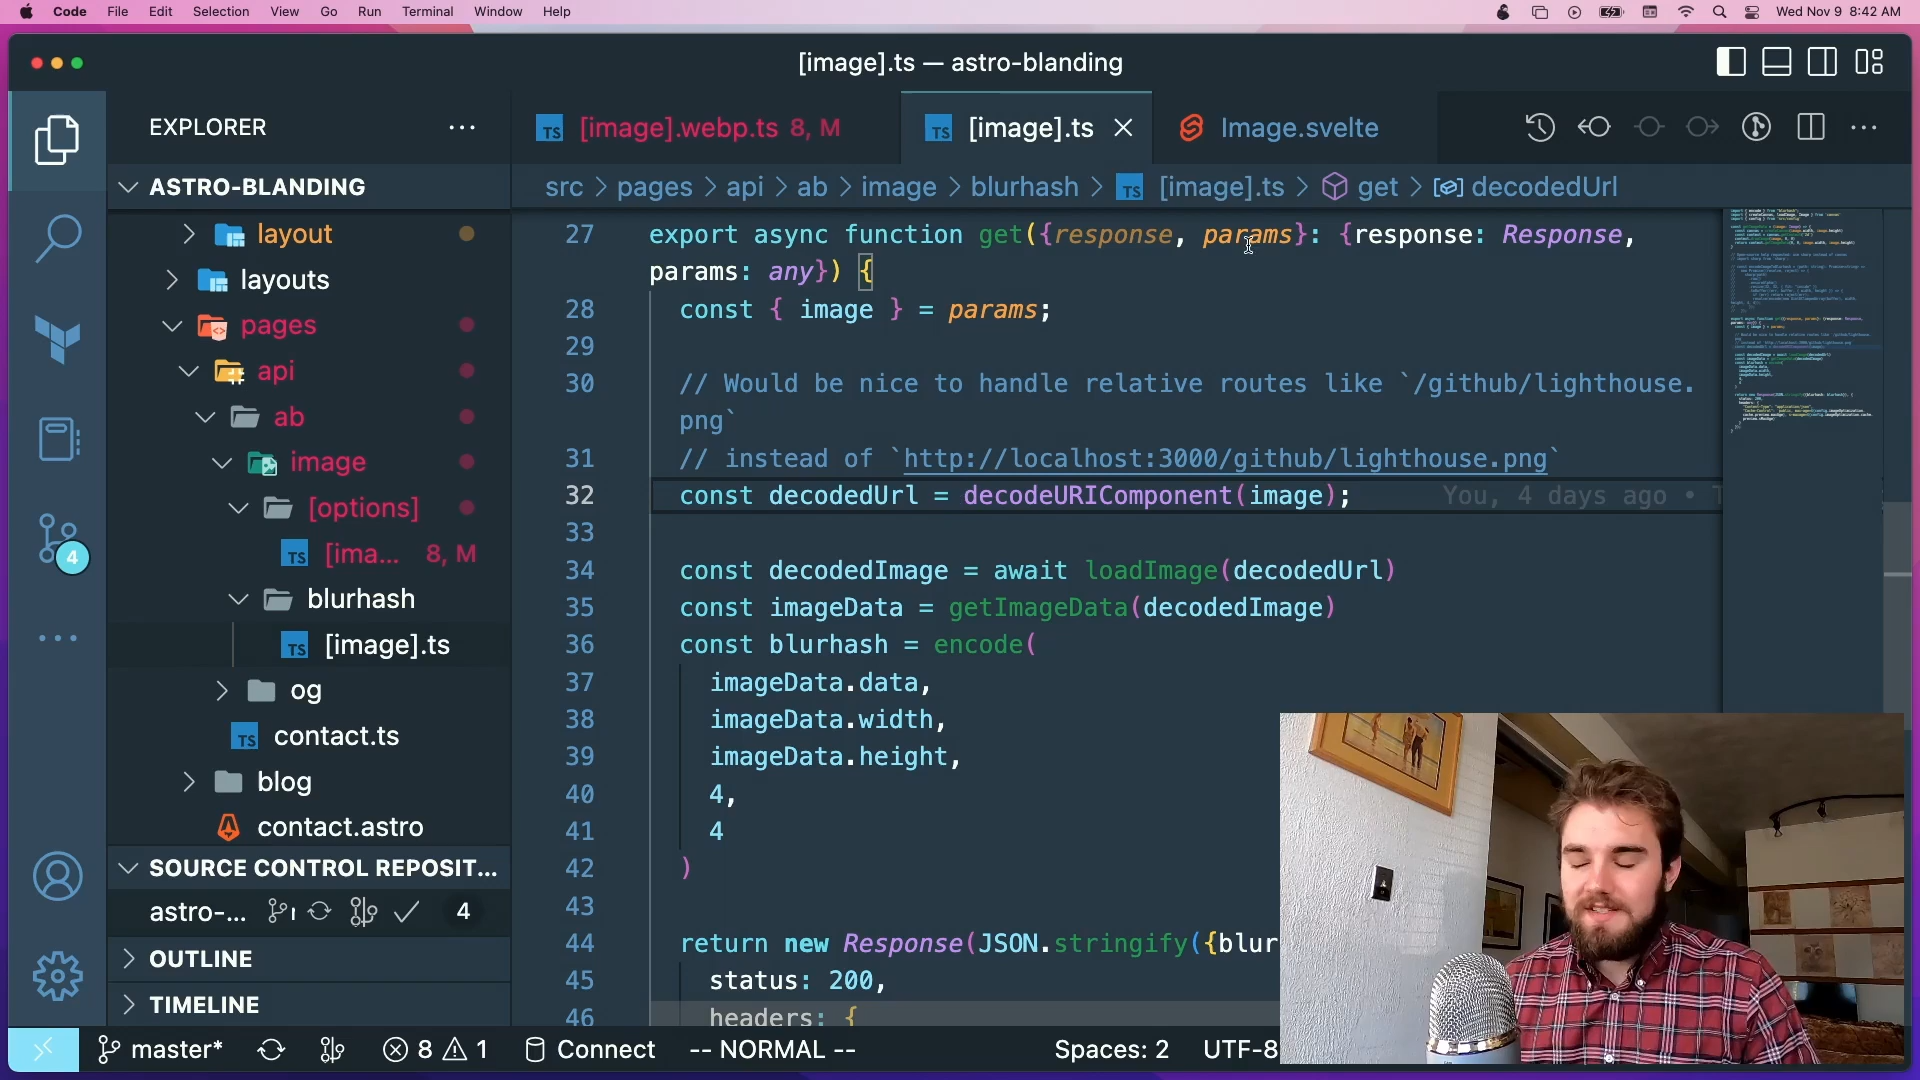 Code File Edit Selection View Go Run Terminal Window Help Wed Nov 9 8:42 AM
[image].ts — astro-blanding
EXPLORER
ASTRO-BLANDING
layout
layouts
pages
api
ab
image
[options]
TS [ima... 8, M
blurhash
TS [image].ts
og
TS contact.ts
blog
contact.astro
SOURCE CONTROL REPOSIT...
astro-... 4
OUTLINE
TIMELINE
4
TS [image].webp.ts 8, M
TS [image].ts
Image.svelte
src > pages > api > ab > image > blurhash > TS [image].ts > get > decodedUrl
27 export async function get({response, params}: {response: Response,
params: any}) {
28 const { image } = params;
29
30 // Would be nice to handle relative routes like `/github/lighthouse.
png`
31 // instead of `http://localhost:3000/github/lighthouse.png`
32 const decodedUrl = decodeURIComponent(image); You, 4 days ago •
33
34 const decodedImage = await loadImage(decodedUrl)
35 const imageData = getImageData(decodedImage)
36 const blurhash = encode(
37 imageData.data,
38 imageData.width,
39 imageData.height,
40 4,
41 4
42 )
43
44 return new Response(JSON.stringify({blur
45 status: 200,
46 headers: {
master* 8 1 Connect -- NORMAL -- Spaces: 2 UTF-8